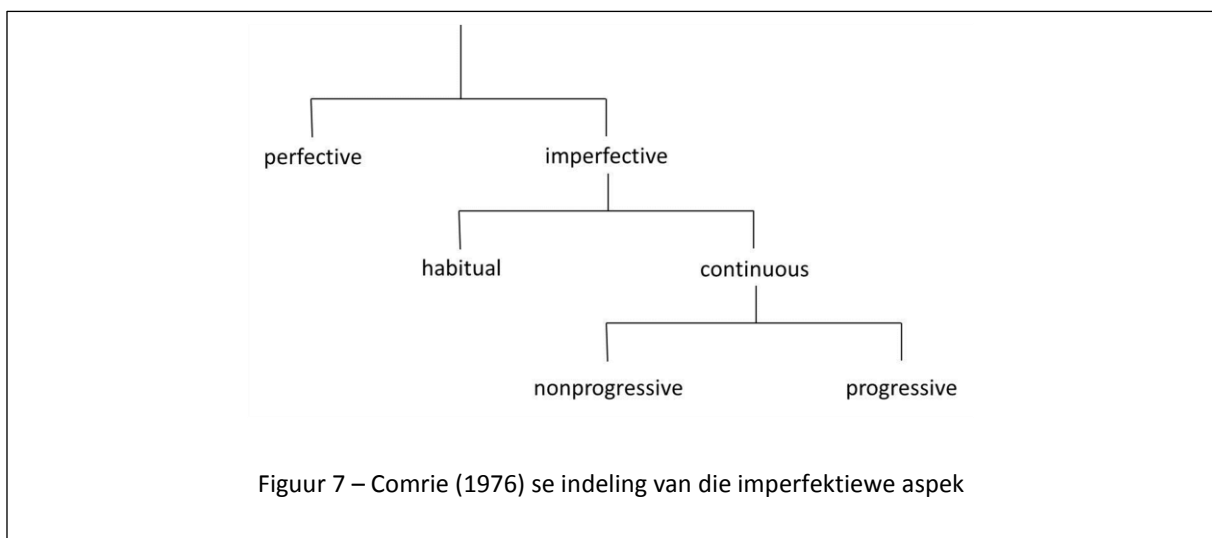 perfective imperfective
habitual continuous
nonprogressive progressive
Figuur 7 – Comrie (1976) se indeling van die imperfektiewe aspek